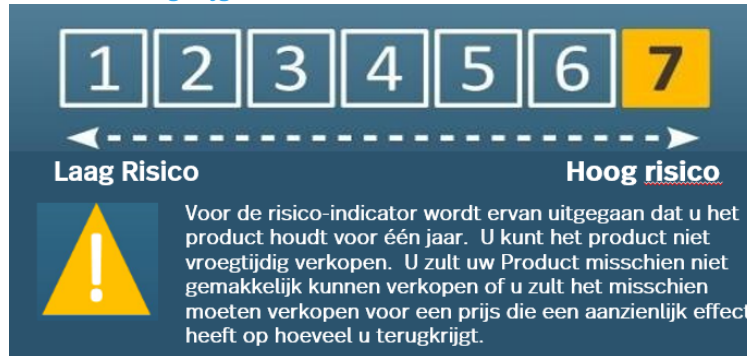 1 2 3 4 5 6 7
Laag Risico Hoog risico
!
Voor de risico-indicator wordt ervan uitgegaan dat u het
product houdt voor één jaar. U kunt het product niet
vroegtijdig verkopen. U zult uw Product misschien niet
gemakkelijk kunnen verkopen of u zult het misschien
moeten verkopen voor een prijs die een aanzienlijk effect
heeft op hoeveel u terugkrijgt.